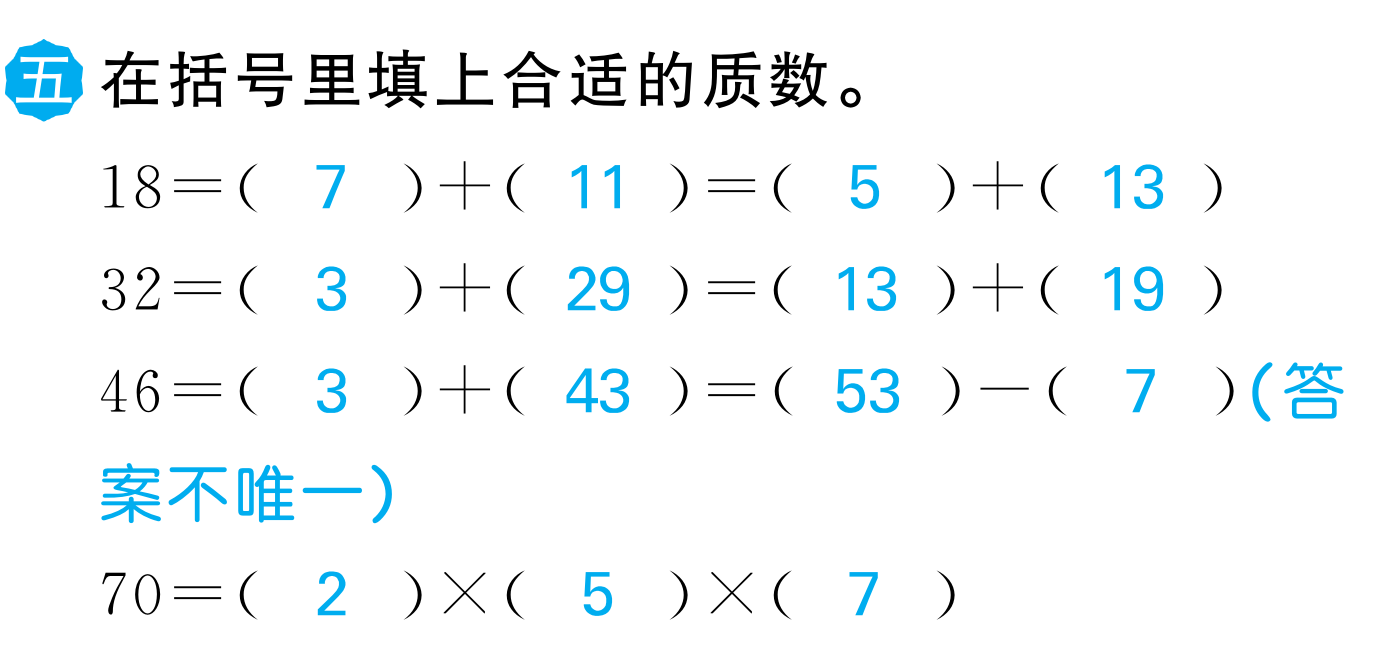 五 在括号里填上合适的质数。
18=( 7 )+( 11 )=( 5 )+( 13 )
32=( 3 )+( 29 )=( 13 )+( 19 )
46=( 3 )+( 43 )=( 53 )-( 7 )(答
案不唯一)
70=( 2 )×( 5 )×( 7 )